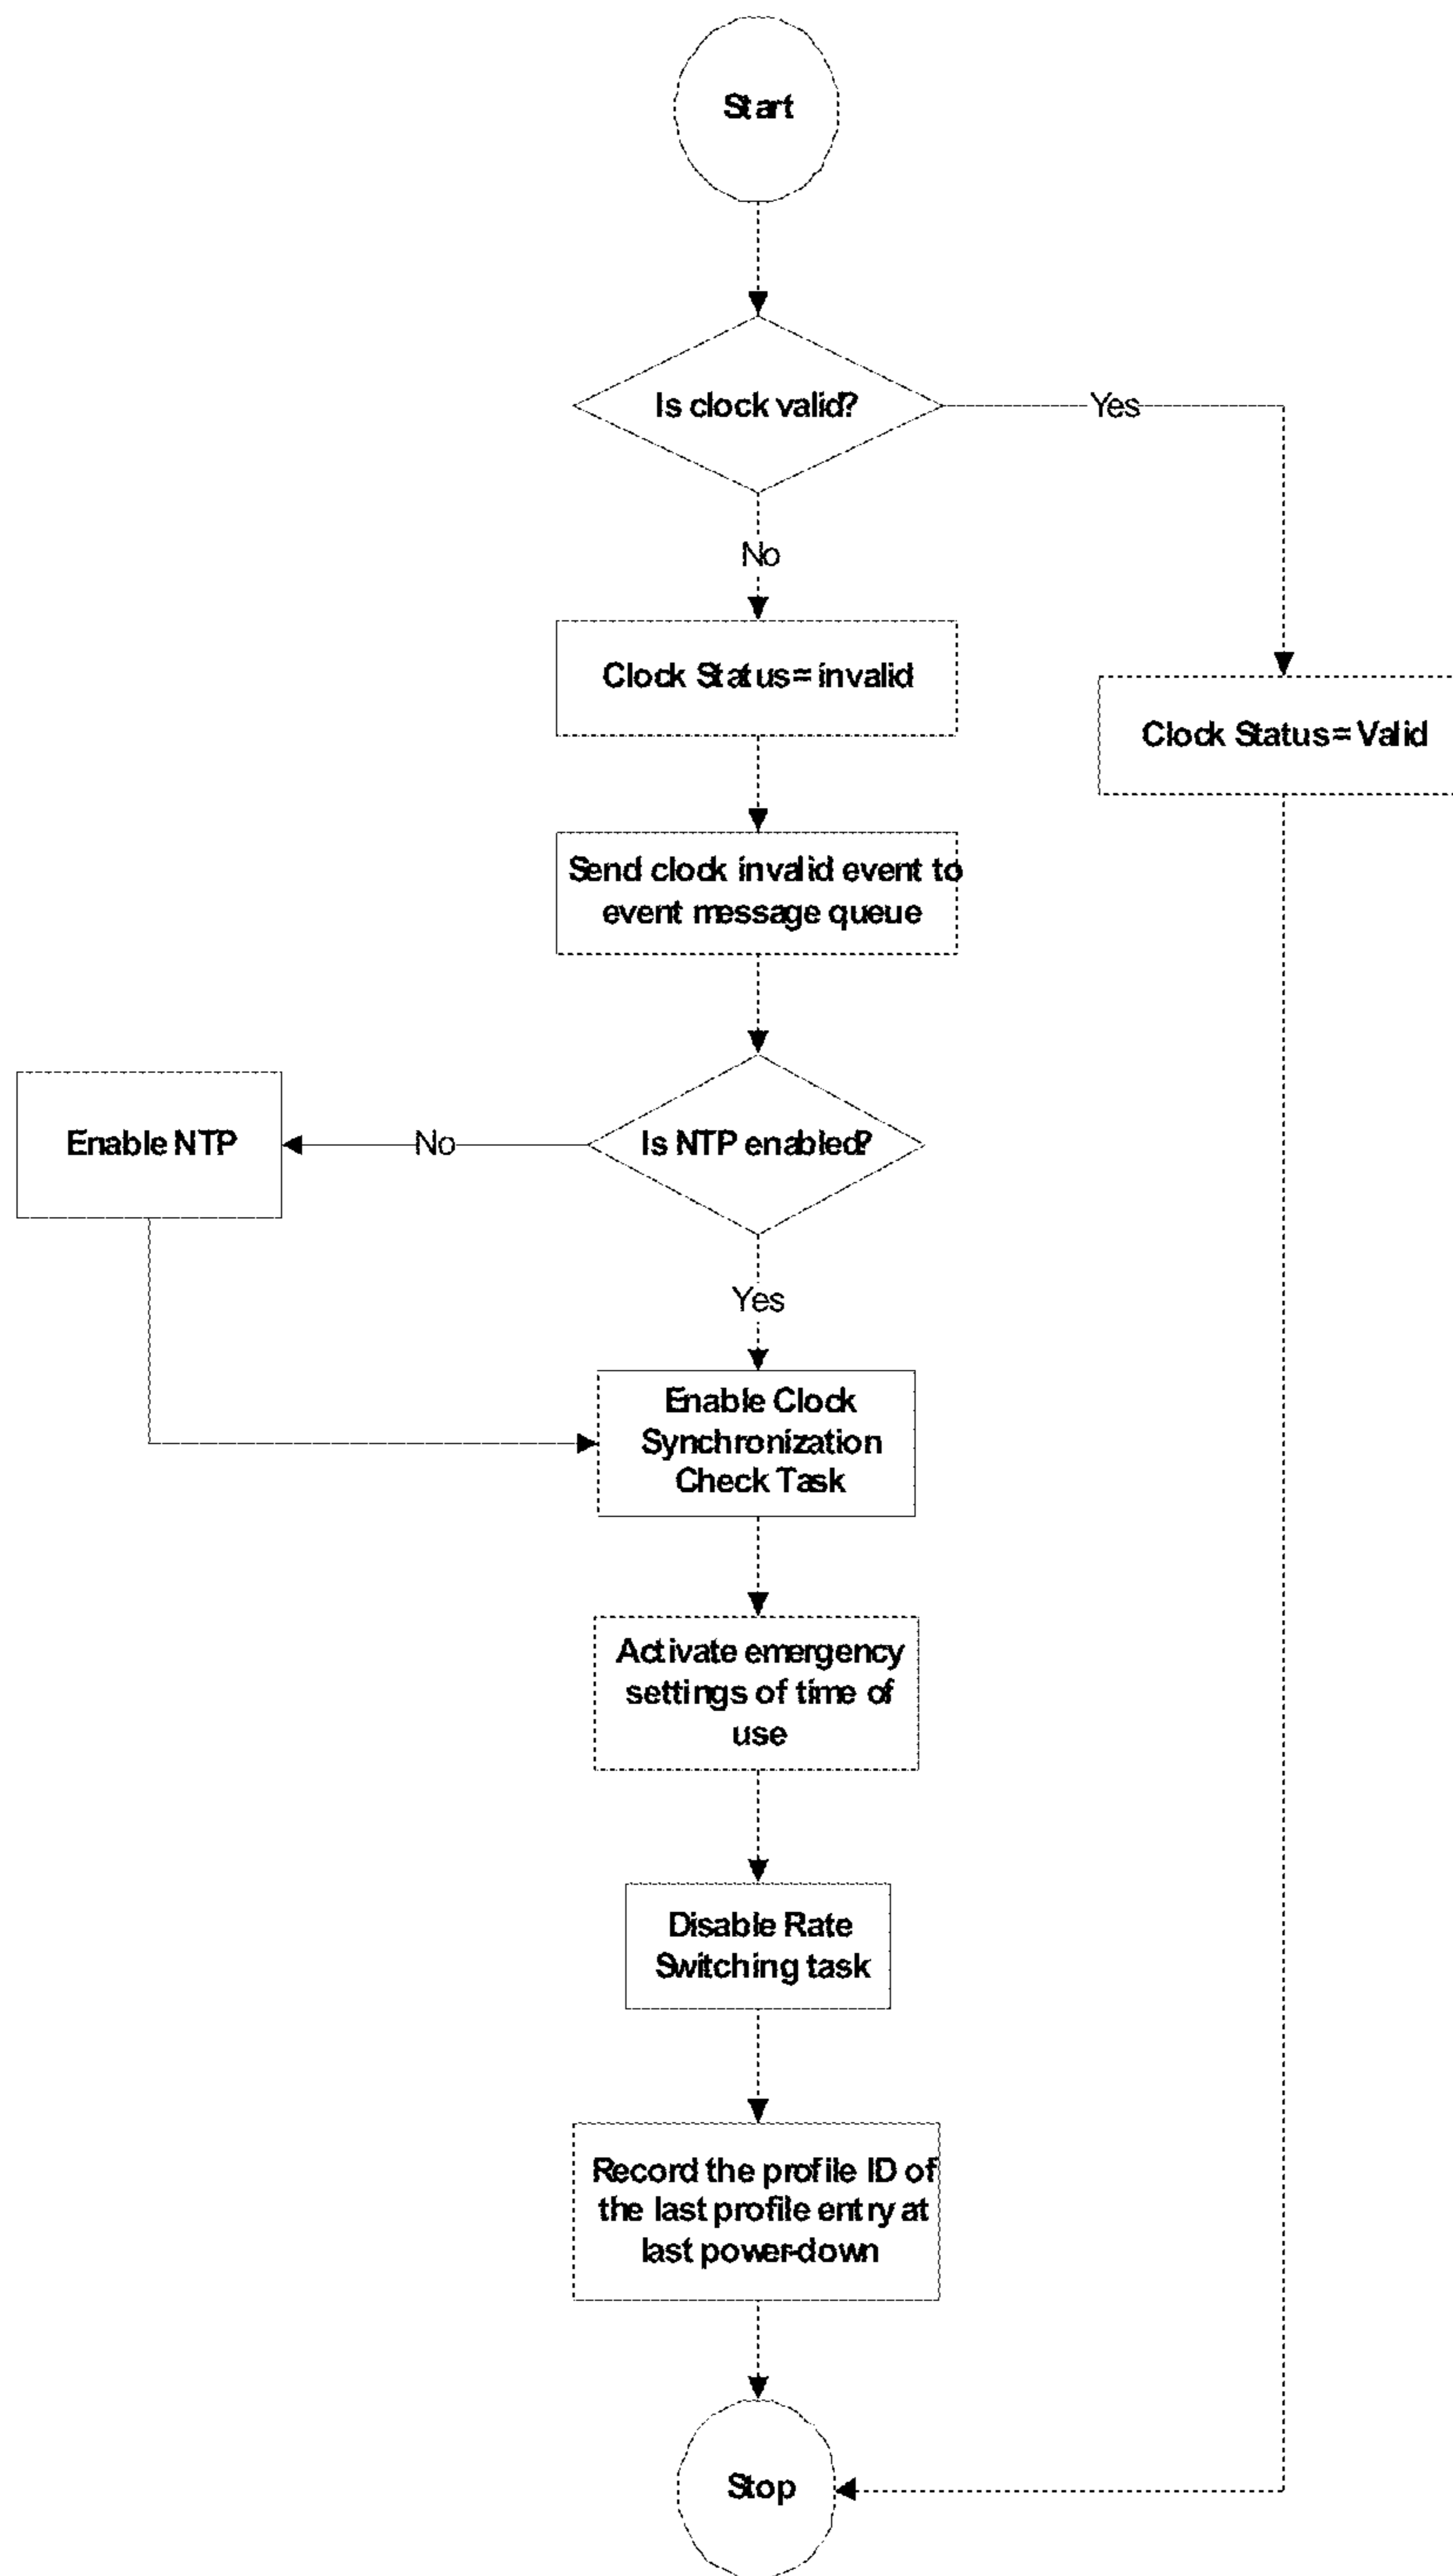 Start
Is clock valid?
Yes
No
Clock Status= invalid
Clock Status= Valid
Send clock invalid event to
event message queue
Enable NTP
No
Is NTP enabled?
Yes
Enable Clock
Synchronization
Check Task
Activate emergency
settings of time of
use
Disable Rate
Switching task
Record the profile ID of
the last profile entry at
last power-down
Stop